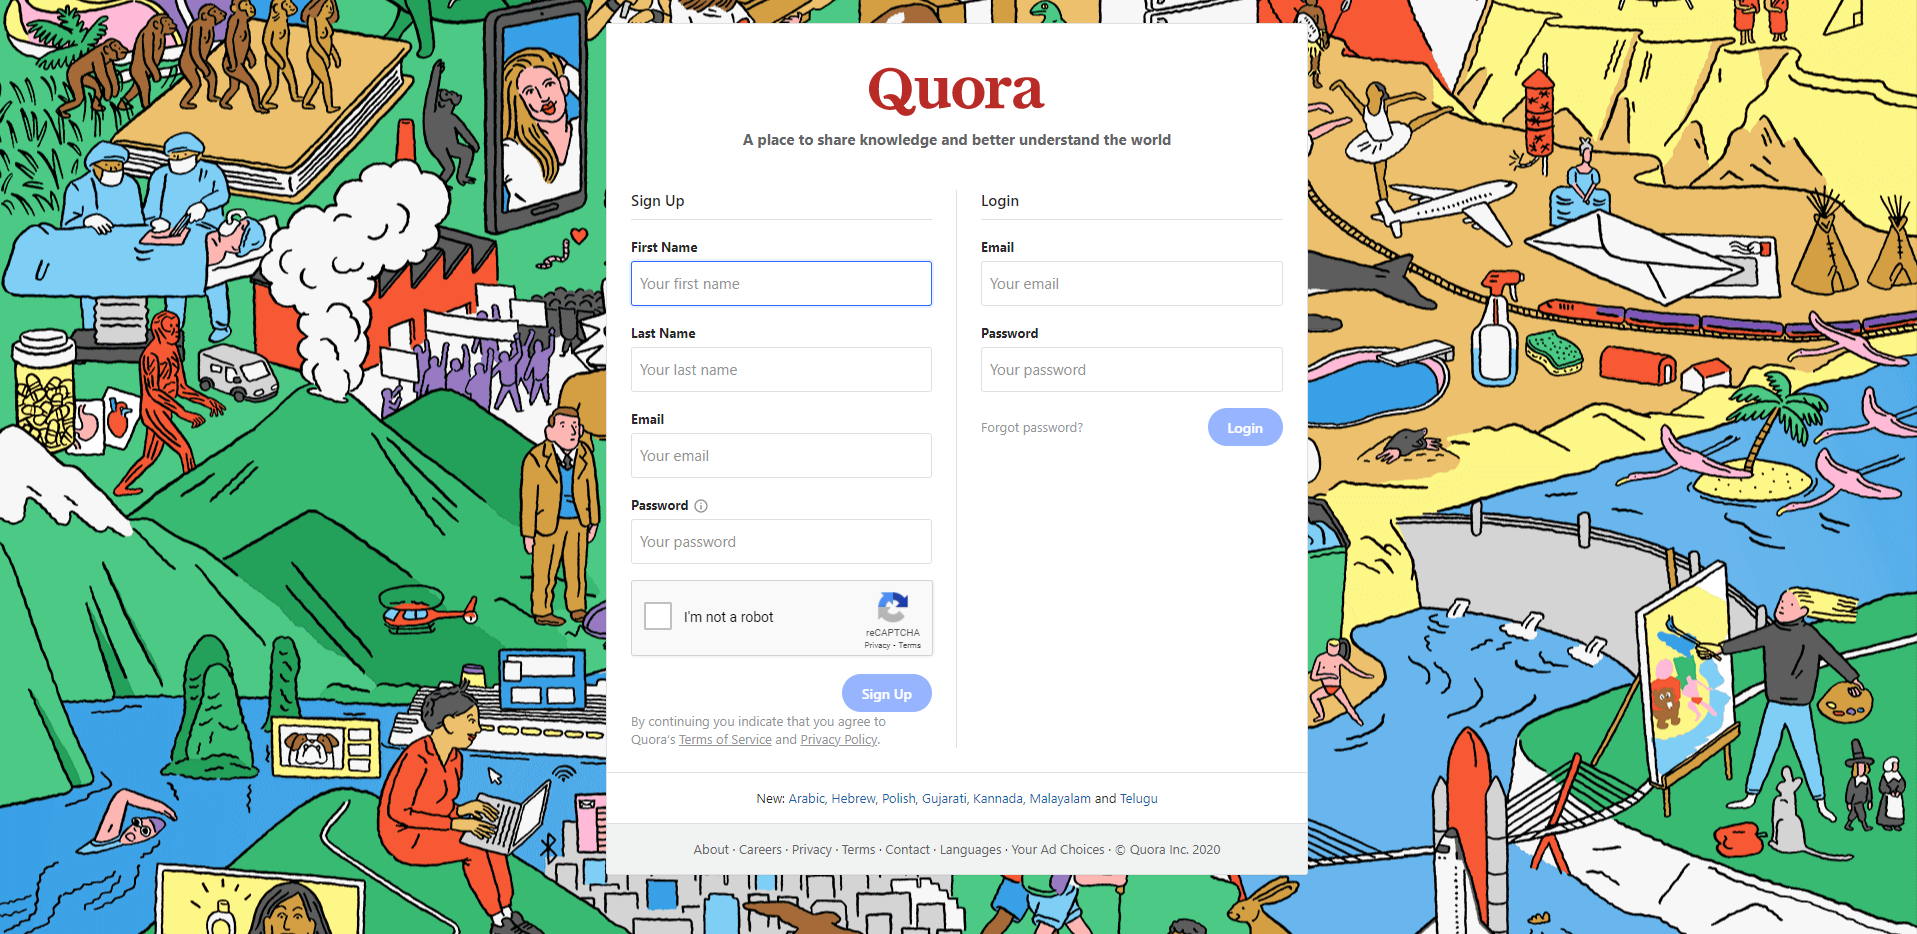 Quora
A place to share knowledge and better understand the world
Sign Up
First Name
Your first name
Last Name
Your last name
Email
Your email
Password
Your password
I'm not a robot
reCAPTCHA
Privacy - Terms
Sign Up
By continuing you indicate that you agree to
Quora's Terms of Service and Privacy Policy.
Login
Email
Your email
Password
Your password
Forgot password?
Login
New: Arabic, Hebrew, Polish, Gujarati, Kannada, Malayalam and Telugu
About · Careers · Privacy · Terms · Contact · Languages · Your Ad Choices · © Quora Inc. 2020